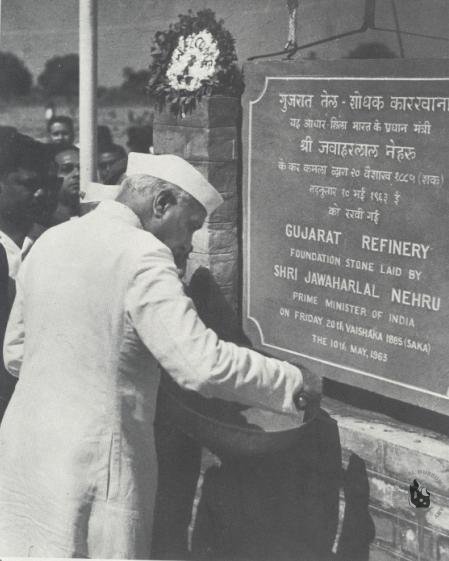 WELCOME
गुजरात तेल - शोधक कारखाना
यह आधार-शिला भारत के प्रधान मंत्री
श्री जवाहरलाल नेहरू
के कर कमलों द्वारा २० वैशाख १८८५ (शक)
तदनुसार १० मई १९६३ ई
को रखी गई
GUJARAT REFINERY
FOUNDATION STONE LAID BY
SHRI JAWAHARLAL NEHRU
PRIME MINISTER OF INDIA
ON FRIDAY 20th VAISHAKA 1885 (SAKA)
THE 10th MAY, 1963